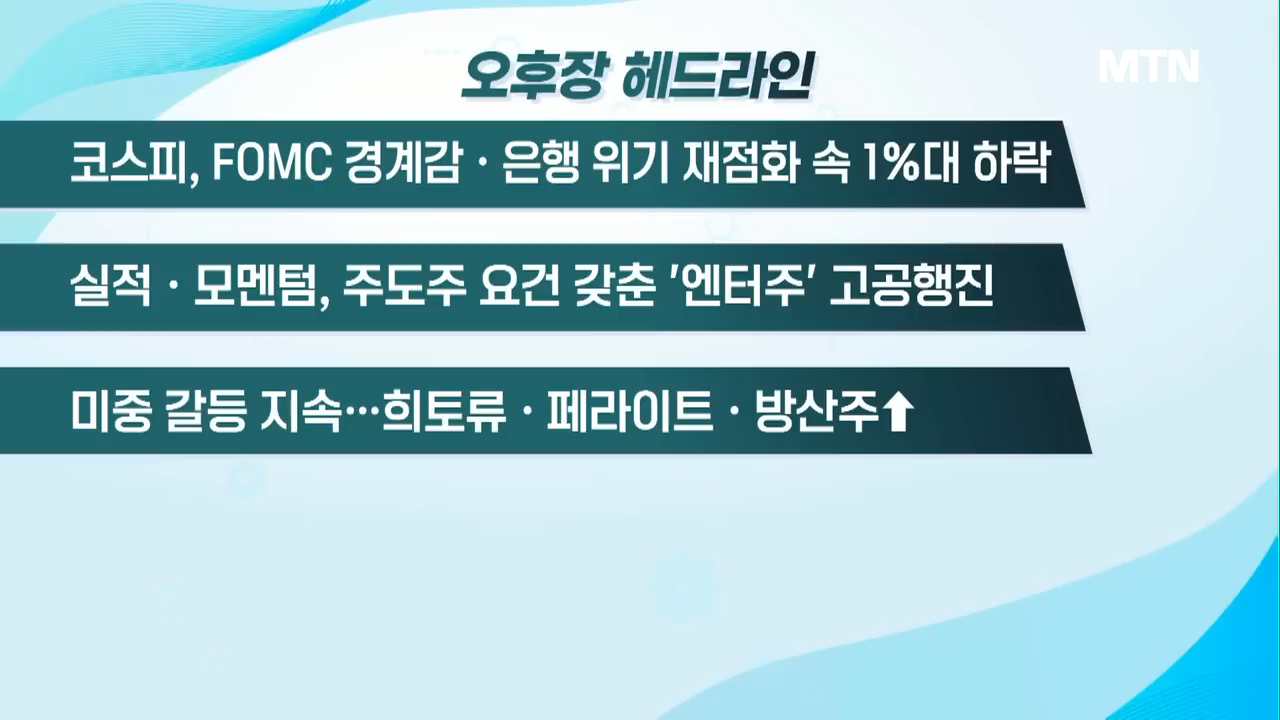 오후장 헤드라인
MTN
코스피, FOMC 경계감 · 은행 위기 재점화 속 1%대 하락
실적 · 모멘텀, 주도주 요건 갖춘 '엔터주' 고공행진
미중 갈등 지속···희토류 · 페라이트 · 방산주⬆